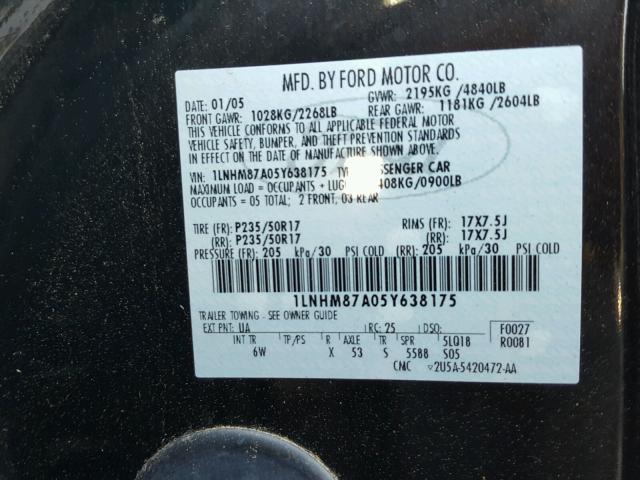 MFD. BY FORD MOTOR CO.
DATE: 01/05 GVWR: 2195KG /4840LB
FRONT GAWR: 1028KG/2268LB REAR GAWR: 1181KG /2604LB
THIS VEHICLE CONFORMS TO ALL APPLICABLE FEDERAL MOTOR
VEHICLE SAFETY, BUMPER, AND THEFT PREVENTION STANDARDS
IN EFFECT ON THE DATE OF MANUFACTURE SHOWN ABOVE.
VIN: 1LNHM87A05Y638175 CAR
MAXIMUM LOAD = OCCUPANTS + 408KG/0900LB
OCCUPANTS = 05 TOTAL: 2 FRONT, 03 REAR
TIRE (FR): P235/50R17 RIMS (FR): 17X7.5J
(RR): P235/50R17 (RR): 17X7.5J
PRESSURE (FR): 205 kPa/30 PSI COLD (RR): 205 kPa/30 PSI COLD
1LNHM87A05Y638175
TRAILER TOWING - SEE OWNER GUIDE
EXT PNT: UA RC: 25 DSO: F0027
INT TR TP/PS R AXLE TR SPR 5LQ18 R0081
6W X 53 S 5588 S05
CMC 2U5A-5420472-AA